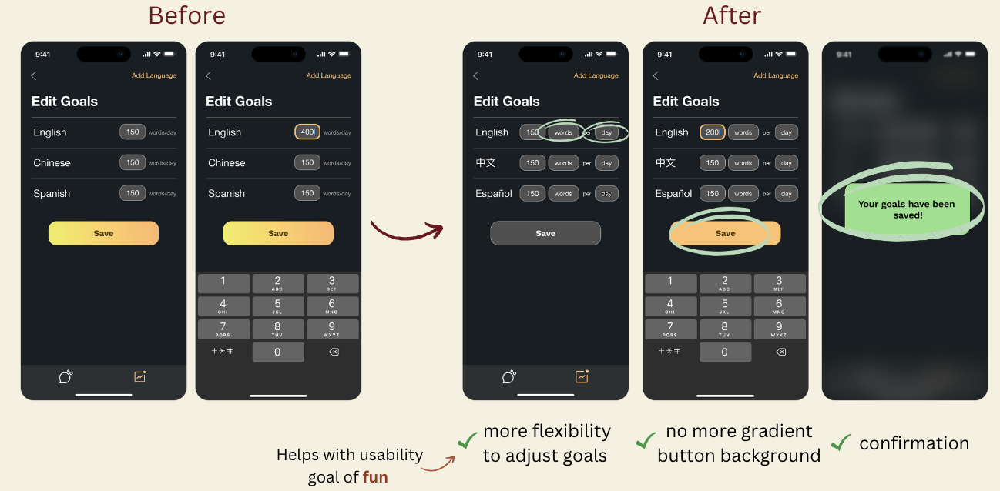 Before
After
9:41
Add Language
Edit Goals
English 150 words/day
Chinese 150 words/day
Spanish 150 words/day
Save
9:41
Add Language
Edit Goals
English 400 words/day
Chinese 150 words/day
Spanish 150 words/day
Save
1
2 ABC
3 DEF
4 GHI
5 JKL
6 MNO
7 PQRS
8 TUV
9 WXYZ
+*#
0
9:41
Add Language
Edit Goals
English 150 words per day
中文 150 words per day
Español 150 words per day
Save
9:41
Add Language
Edit Goals
English 200 words per day
中文 150 words per day
Español 150 words per day
Save
1
2 ABC
3 DEF
4 GHI
5 JKL
6 MNO
7 PQRS
8 TUV
9 WXYZ
+*#
0
9:41
Your goals have been
saved!
Helps with usability
goal of fun
more flexibility
to adjust goals
no more gradient
button background
confirmation